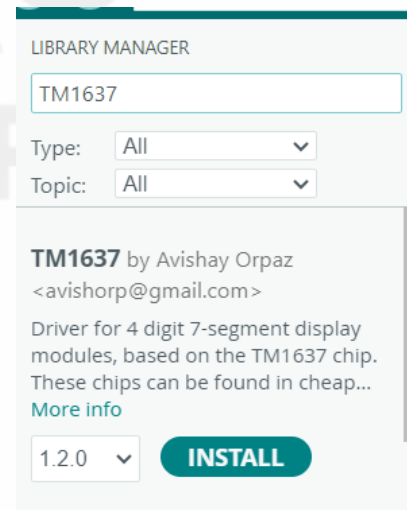 LIBRARY MANAGER
TM1637
Type: All
Topic: All
TM1637 by Avishay Orpaz
<avishorp@gmail.com>
Driver for 4 digit 7-segment display
modules, based on the TM1637 chip.
These chips can be found in cheap...
More info
1.2.0 INSTALL